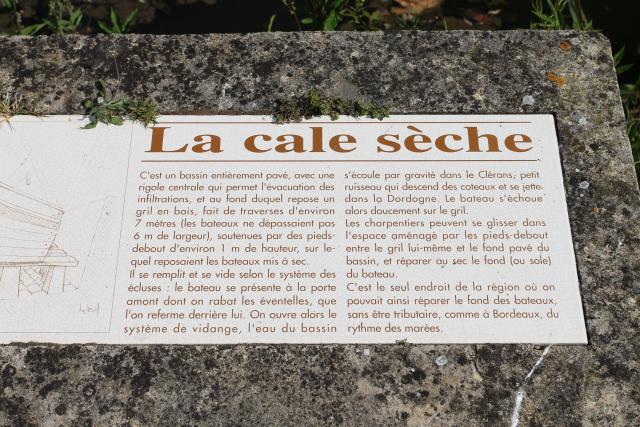 La cale sèche
C'est un bassin entièrement pavé, avec une
rigole centrale qui permet l'évacuation des
infiltrations, et au fond duquel repose un
gril en bois, fait de traverses d'environ
7 mètres (les bateaux ne dépassaient pas
6 m de largeur), soutenues par des pieds-
debout d'environ 1 m de hauteur, sur le-
quel reposaient les bateaux mis à sec.
Il se remplit et se vide selon le système des
écluses : le bateau se présente à la porte
amont dont on rabat les éventelles, que
l'on referme derrière lui. On ouvre alors le
système de vidange, l'eau du bassin
s'écoule par gravité dans le Clérans, petit
ruisseau qui descend des coteaux et se jette
dans la Dordogne. Le bateau s'échoue
alors doucement sur le gril.
Les charpentiers peuvent se glisser dans
l'espace aménagé par les pieds-debout
entre le gril lui-même et le fond pavé du
bassin, et réparer au sec le fond (ou sole)
du bateau.
C'est le seul endroit de la région où on
pouvait ainsi réparer le fond des bateaux,
sans être tributaire, comme à Bordeaux, du
rythme des marées.